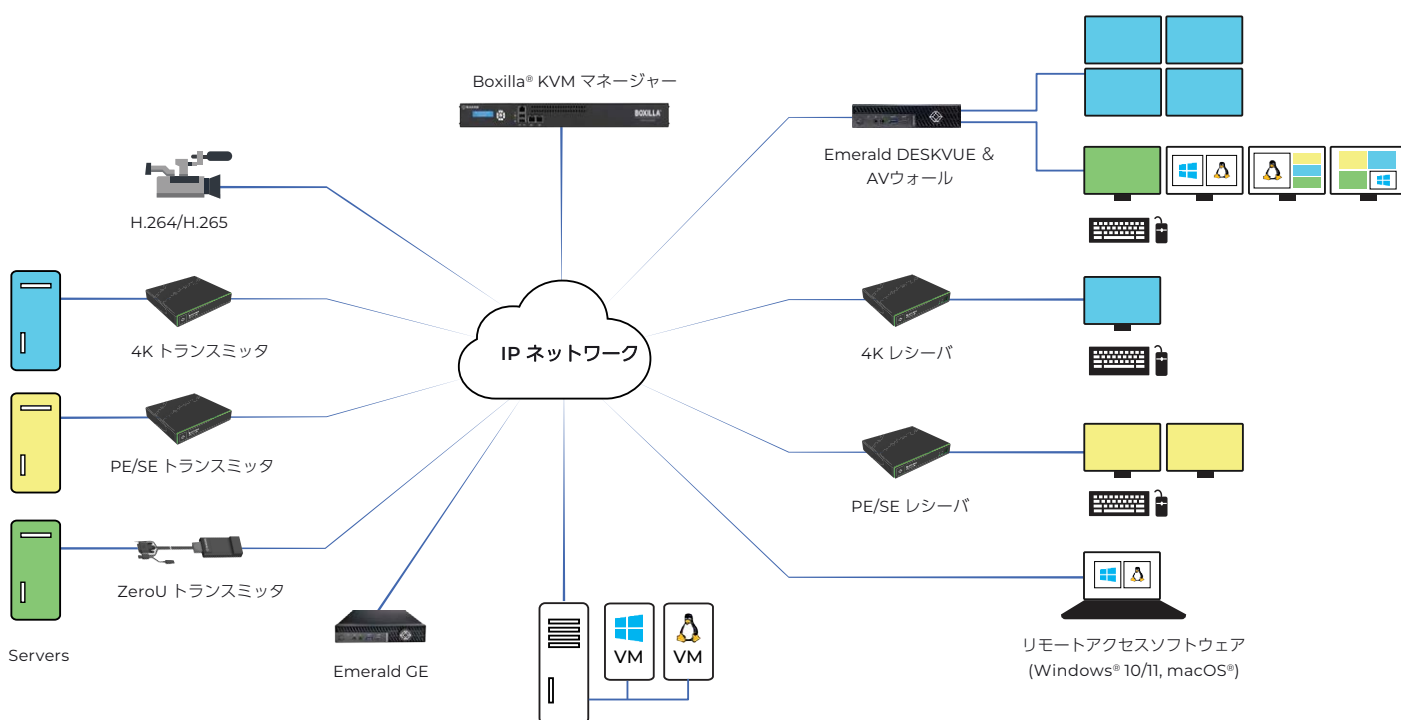 Boxilla® KVM マネージャー
BOXILLA
H.264/H.265
Emerald DESKVUE &
AVウォール
4K トランスミッタ
IP ネットワーク
4K レシーバ
PE/SE トランスミッタ
PE/SE レシーバ
ZeroU トランスミッタ
Servers
Emerald GE
VM
VM
リモートアクセスソフトウェア
(Windows® 10/11, macOS®)